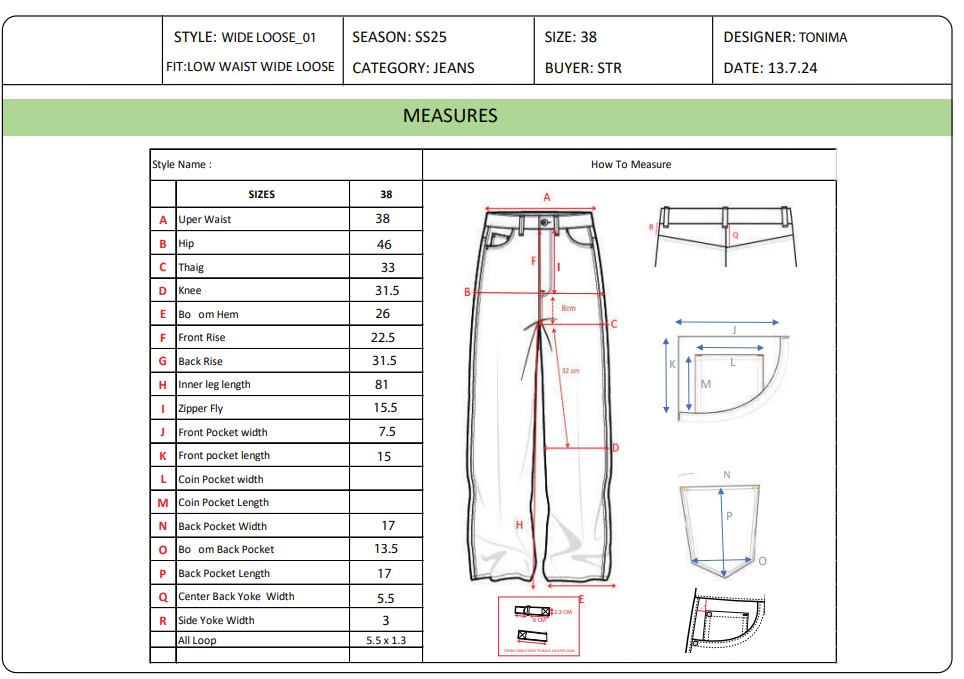 STYLE: WIDE LOOSE_01
FIT:LOW WAIST WIDE LOOSE
SEASON: SS25
CATEGORY: JEANS
SIZE: 38
BUYER: STR
DESIGNER: TONIMA
DATE: 13.7.24
MEASURES
Style Name :
How To Measure
SIZES 38
A Uper Waist 38
B Hip 46
C Thaig 33
D Knee 31.5
E Bo om Hem 26
F Front Rise 22.5
G Back Rise 31.5
H Inner leg length 81
I Zipper Fly 15.5
J Front Pocket width 7.5
K Front pocket length 15
L Coin Pocket width
M Coin Pocket Length
N Back Pocket Width 17
O Bo om Back Pocket 13.5
P Back Pocket Length 17
Q Center Back Yoke Width 5.5
R Side Yoke Width 3
All Loop 5.5 x 1.3
A
F I
B
8cm
C
32 cm
D
H
E
2.3 CM
6 CM
R Q
J
L
K
M
N
P
O